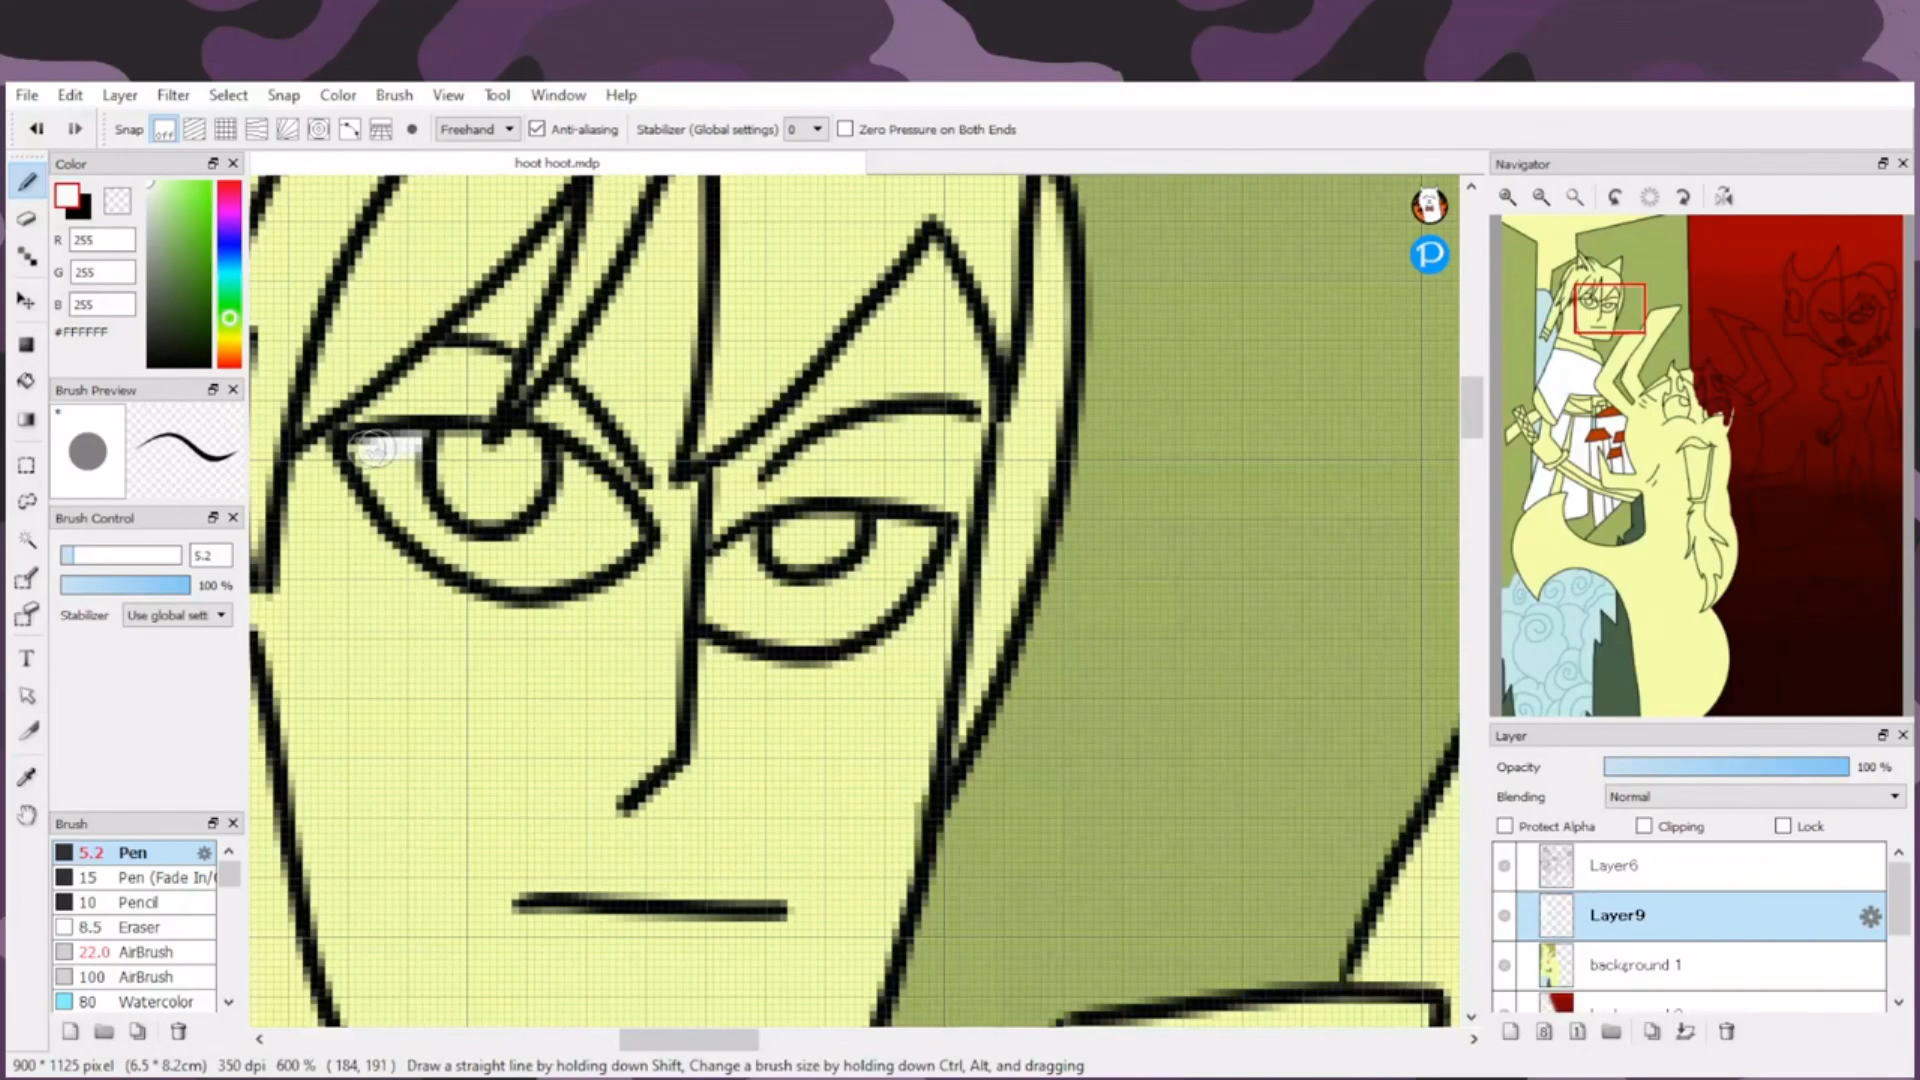 File Edit Layer Filter Select Snap Color Brush View Tool Window Help
Snap off Freehand Anti-aliasing Stabilizer (Global settings) 0 Zero Pressure on Both Ends
Color
hoot hoot.mdp
Navigator
R 255
G 255
B 255
#FFFFFF
Brush Preview
*
Brush Control
5.2
100 %
Stabilizer Use global sett
Brush
5.2 Pen
15 Pen (Fade In/
10 Pencil
8.5 Eraser
22.0 AirBrush
100 AirBrush
80 Watercolor
T
P
Layer
Opacity 100 %
Blending Normal
Protect Alpha Clipping Lock
Layer6
Layer9
background 1
8 1
900 * 1125 pixel (6.5 * 8.2cm) 350 dpi 600 % ( 184, 191 ) Draw a straight line by holding down Shift, Change a brush size by holding down Ctrl, Alt, and dragging